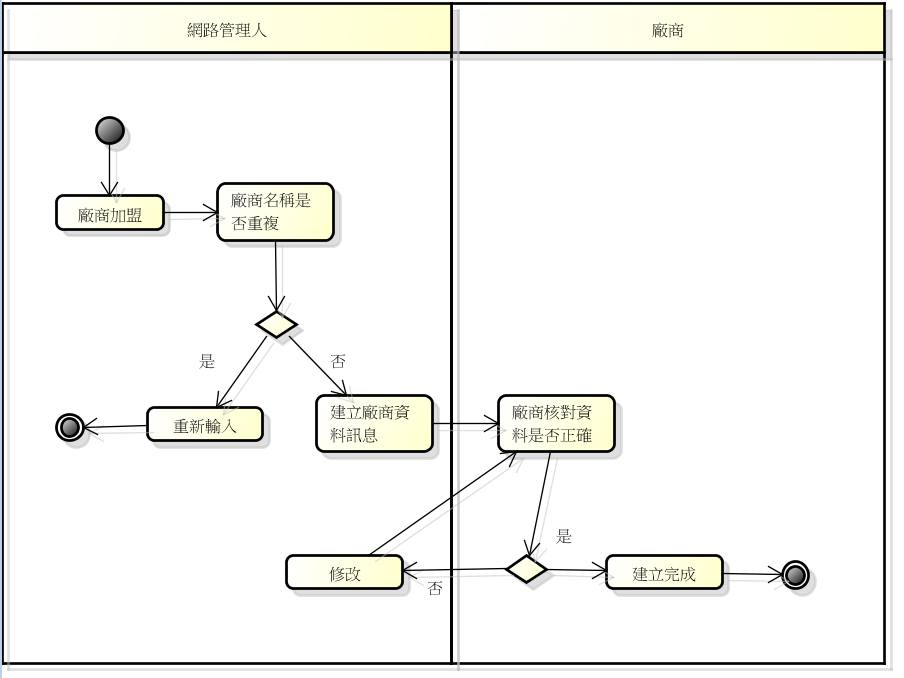 網路管理人
廠商
廠商加盟
廠商名稱是
否重複
是
否
重新輸入
建立廠商資
料訊息
廠商核對資
料是否正確
是
修改
否
建立完成